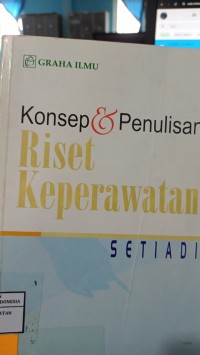 GRAHA ILMU
Konsep & Penulisan
Riset
Keperawatan
SETIADI